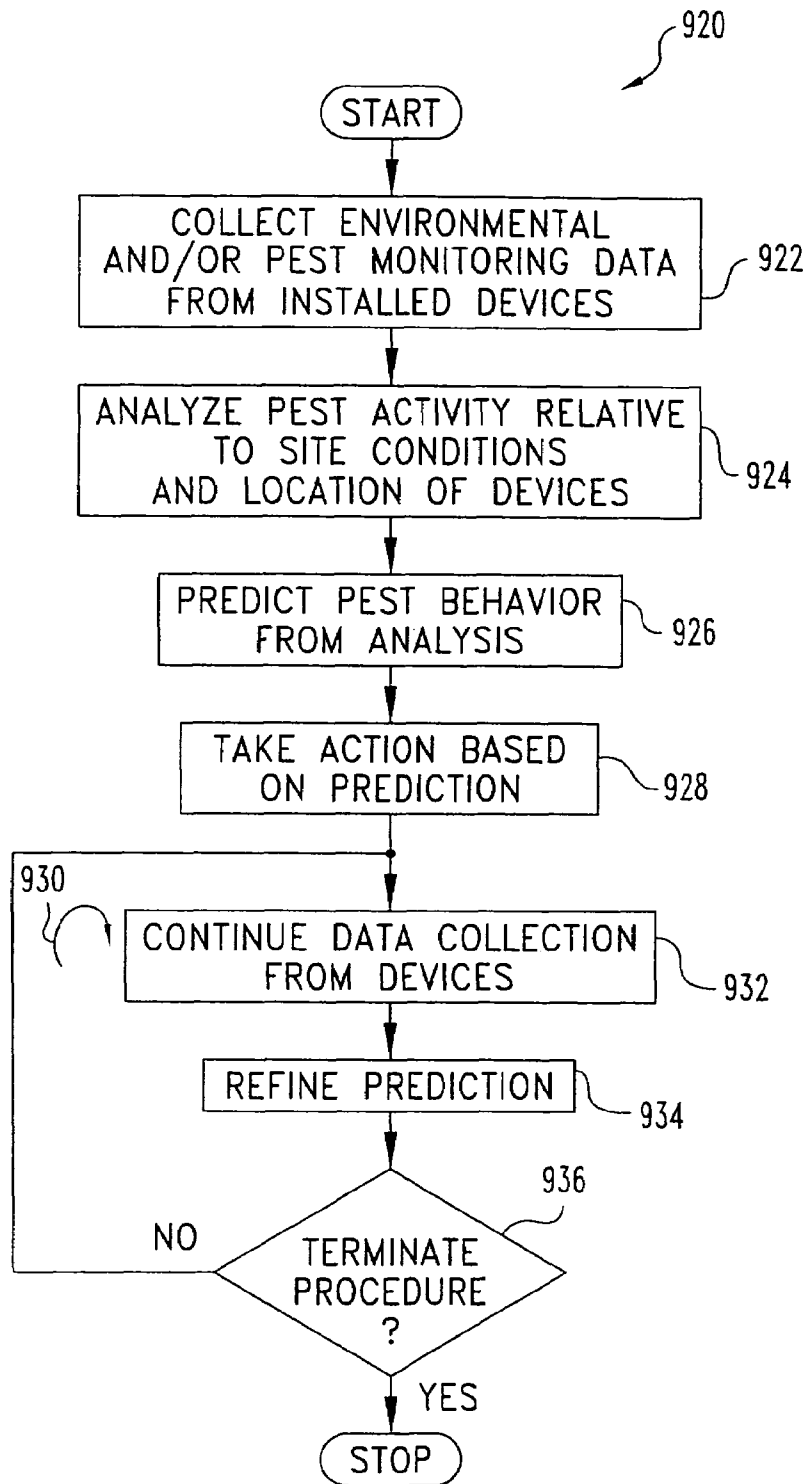 920
START
COLLECT ENVIRONMENTAL
AND/OR PEST MONITORING DATA
FROM INSTALLED DEVICES
922
ANALYZE PEST ACTIVITY RELATIVE
TO SITE CONDITIONS
AND LOCATION OF DEVICES
924
PREDICT PEST BEHAVIOR
FROM ANALYSIS
926
TAKE ACTION BASED
ON PREDICTION
928
930
CONTINUE DATA COLLECTION
FROM DEVICES
932
REFINE PREDICTION
934
936
NO
TERMINATE
PROCEDURE
?
YES
STOP